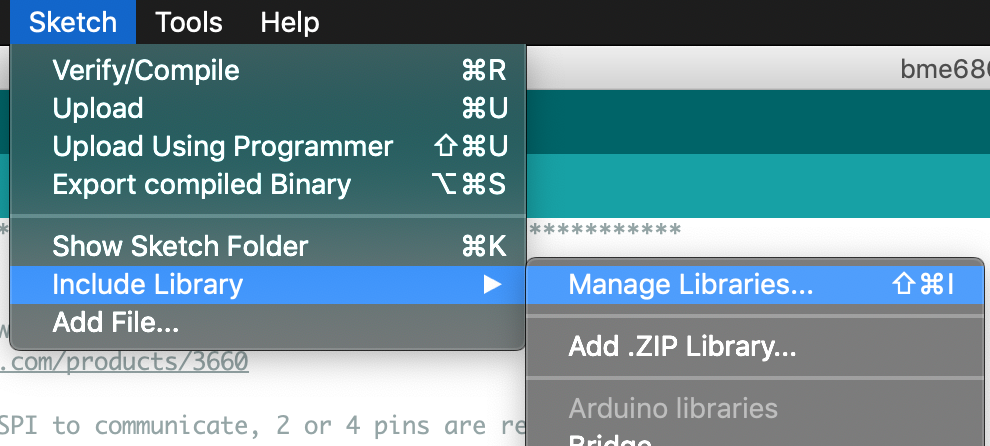 Sketch Tools Help
bme680
Verify/Compile ⌘R
Upload ⌘U
Upload Using Programmer ⇧⌘U
Export compiled Binary ⌥⌘S
***********
Show Sketch Folder ⌘K
Include Library ▶ Manage Libraries... ⇧⌘I
Add File...
Add .ZIP Library...
.com/products/3660
Arduino libraries
SPI to communicate, 2 or 4 pins are re
Bridge